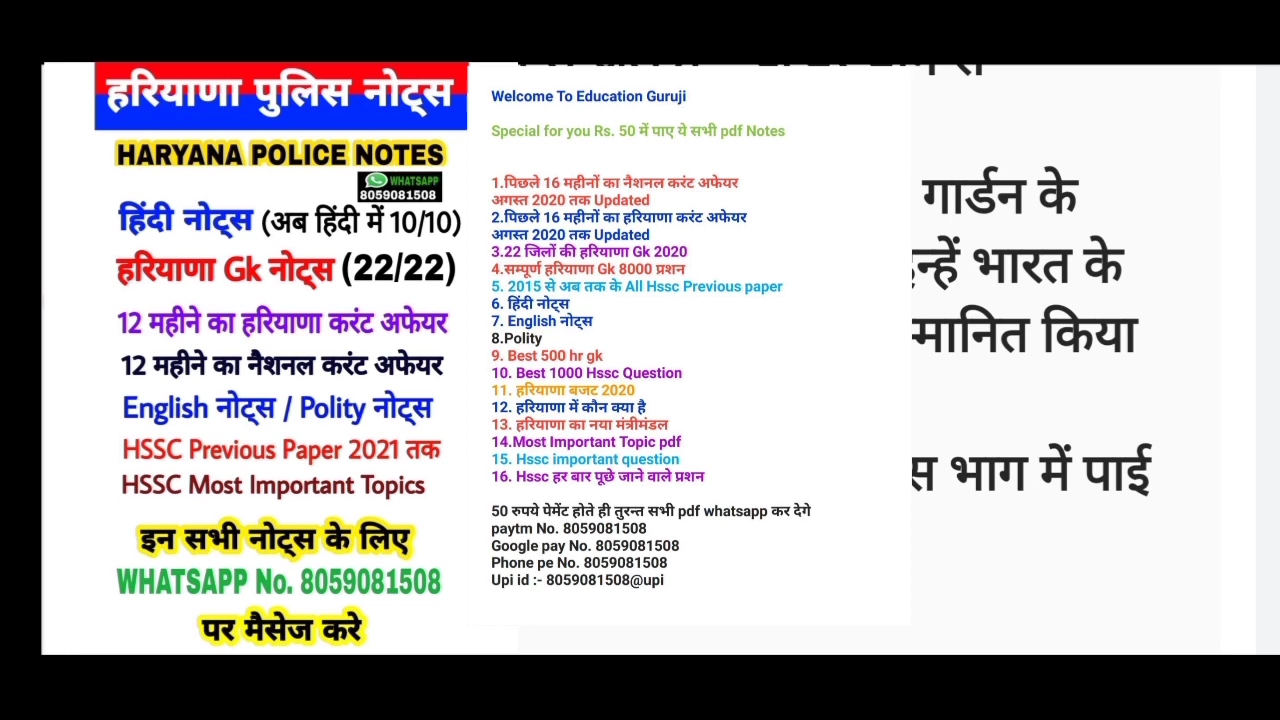 हरियाणा पुलिस नोट्स
HARYANA POLICE NOTES
WHATSAPP
8059081508
हिंदी नोट्स (अब हिंदी में 10/10)
हरियाणा Gk नोट्स (22/22)
12 महीने का हरियाणा करंट अफेयर
12 महीने का नैशनल करंट अफेयर
English नोट्स / Polity नोट्स
HSSC Previous Paper 2021 तक
HSSC Most Important Topics
इन सभी नोट्स के लिए
WHATSAPP No. 8059081508
पर मैसेज करे
Welcome To Education Guruji
Special for you Rs. 50 में पाए ये सभी pdf Notes
1.पिछले 16 महीनों का नैशनल करंट अफेयर
अगस्त 2020 तक Updated
2.पिछले 16 महीनों का हरियाणा करंट अफेयर
अगस्त 2020 तक Updated
3.22 जिलों की हरियाणा Gk 2020
4.सम्पूर्ण हरियाणा Gk 8000 प्रशन
5. 2015 से अब तक के All Hssc Previous paper
6. हिंदी नोट्स
7. English नोट्स
8.Polity
9. Best 500 hr gk
10. Best 1000 Hssc Question
11. हरियाणा बजट 2020
12. हरियाणा में कौन क्या है
13. हरियाणा का नया मंत्रीमंडल
14.Most Important Topic pdf
15. Hssc important question
16. Hssc हर बार पूछे जाने वाले प्रशन
50 रुपये पेमेंट होते ही तुरन्त सभी pdf whatsapp कर देगे
paytm No. 8059081508
Google pay No. 8059081508
Phone pe No. 8059081508
Upi id :- 8059081508@upi
गार्डन के
न्हें भारत के
मानित किया
स भाग में पाई